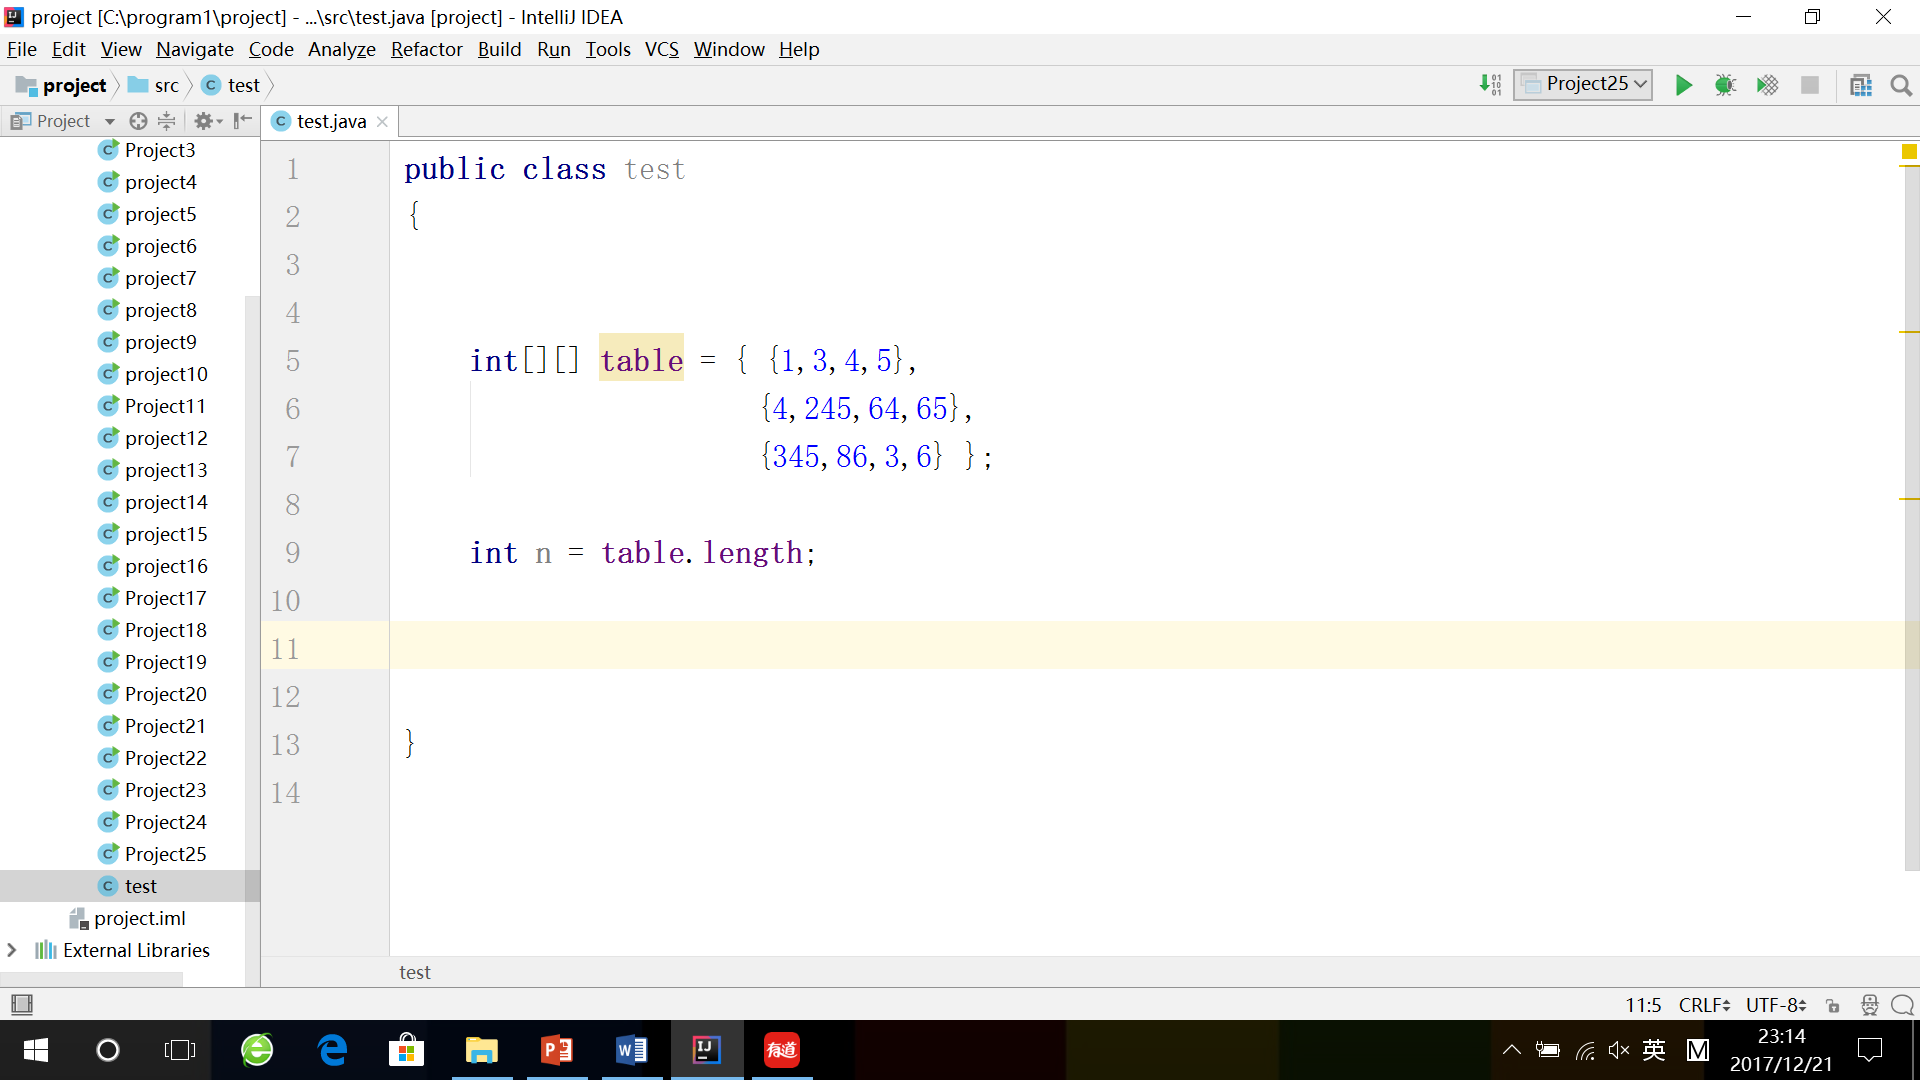 project [C:\program1\project] - ...\src\test.java [project] - IntelliJ IDEA
File Edit View Navigate Code Analyze Refactor Build Run Tools VCS Window Help
project src test
Project25
Project
test.java
Project3
project4
project5
project6
project7
project8
project9
project10
Project11
project12
project13
project14
project15
project16
Project17
Project18
Project19
Project20
Project21
Project22
Project23
Project24
Project25
test
project.iml
External Libraries
1 public class test
2 {
3
4
5 int[][] table = { {1,3,4,5},
6 {4,245,64,65},
7 {345,86,3,6} };
8
9 int n = table.length;
10
11
12
13 }
14
test
11:5 CRLF UTF-8
有道
英
M
23:14
2017/12/21